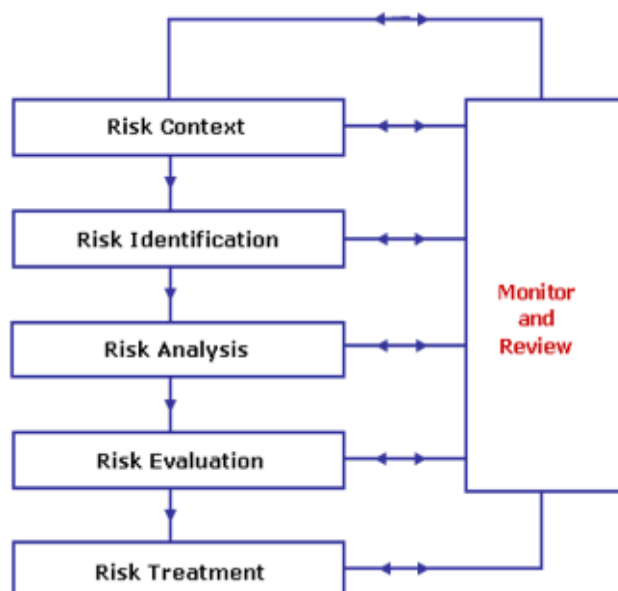 Risk Context
Risk Identification
Risk Analysis
Risk Evaluation
Risk Treatment
Monitor
and
Review